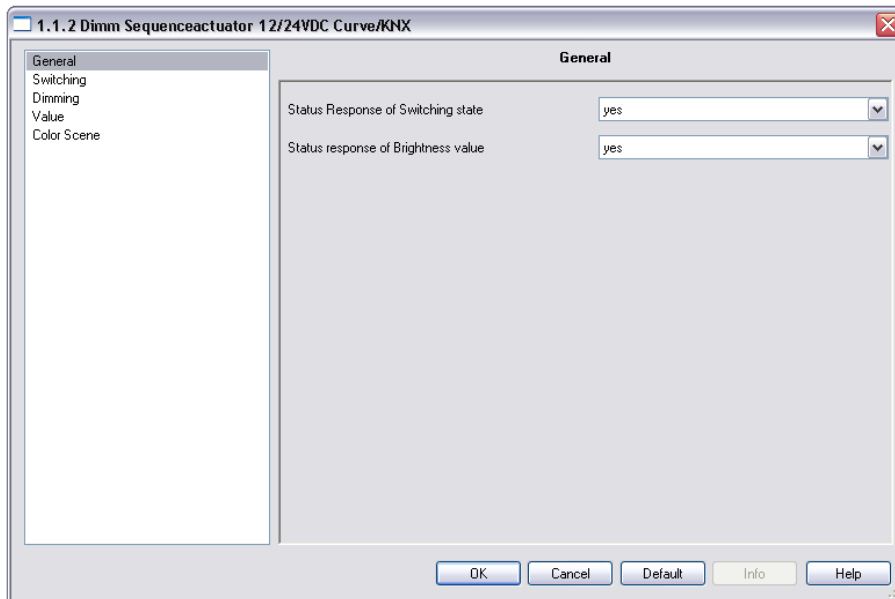 1.1.2 Dimm Sequenceactuator 12/24VDC Curve/KNX
General
Switching
Dimming
Value
Color Scene
General
Status Response of Switching state yes
Status response of Brightness value yes
OK Cancel Default Info Help